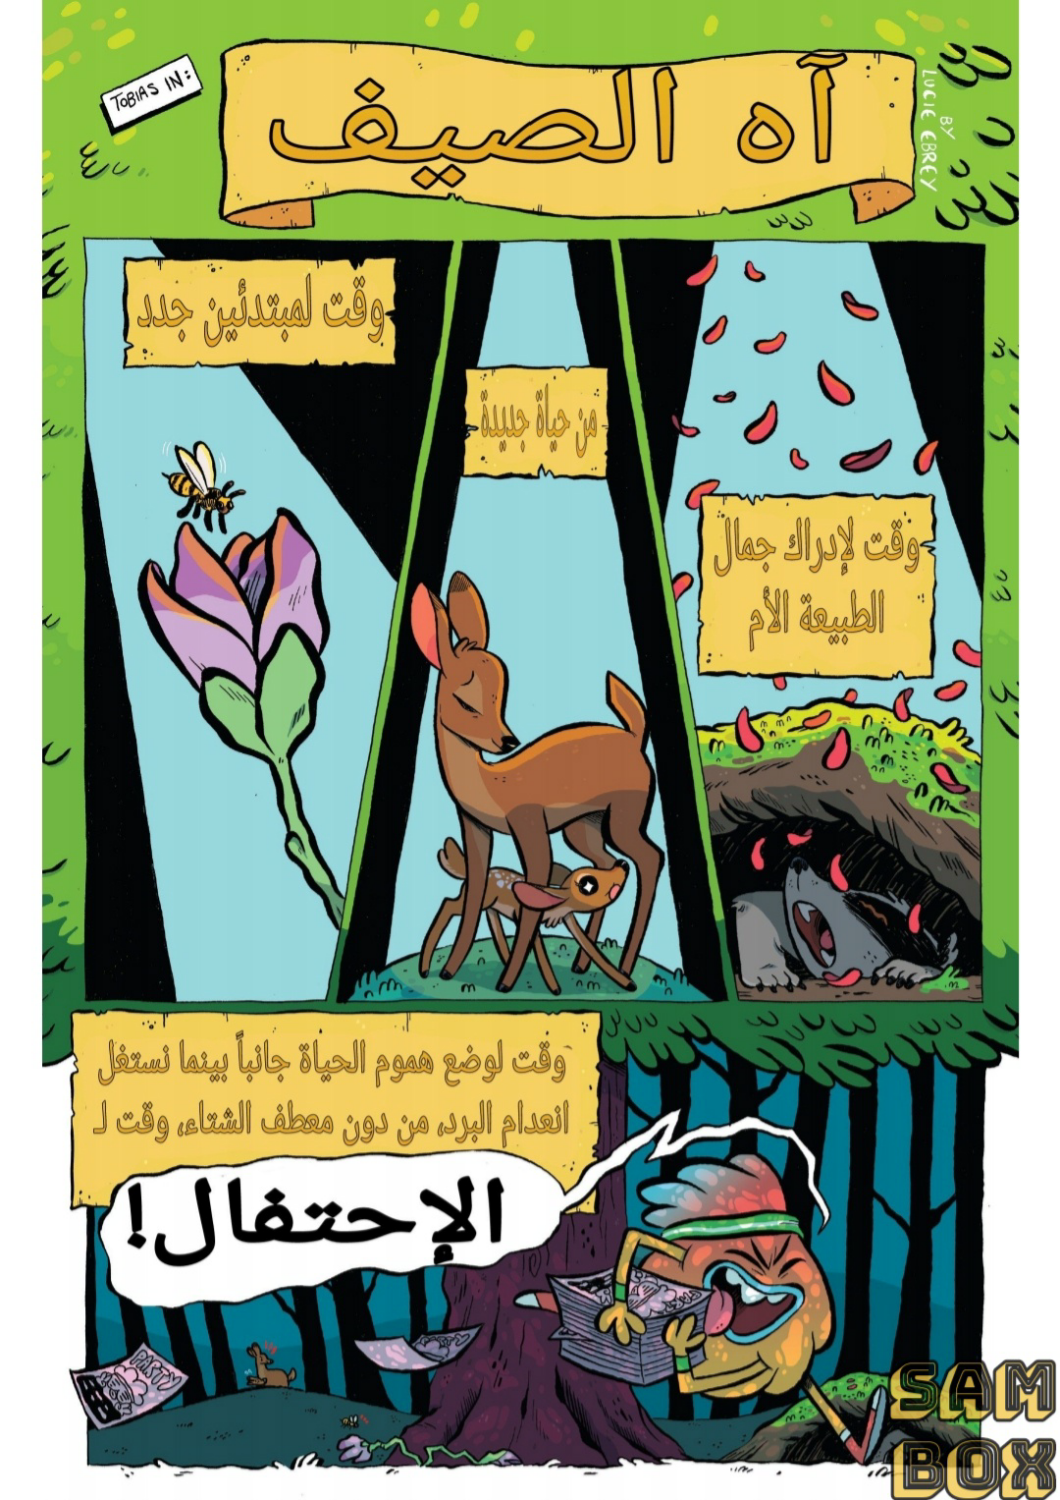 TOBIAS IN:
آه الصيف
BY
LUCIE EBREY
وقت لمبتدئين جدد
من حياة جديدة
وقت لإدراك جمال
الطبيعة الأم
وقت لوضع هموم الحياة جانباً بينما نستغل
انعدام البرد، من دون معطف الشتاء، وقت لـ
الإحتفال!
PARTY
SAM
BOX